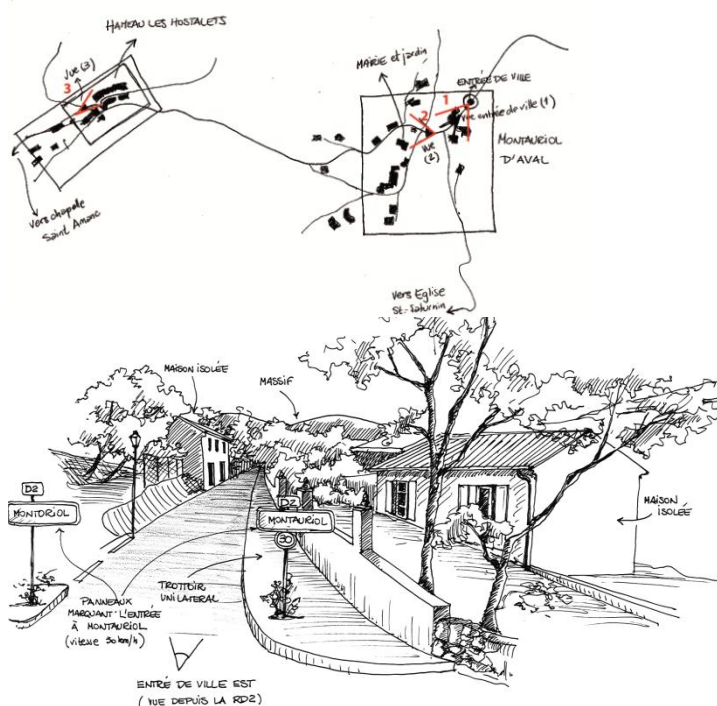 HAMEAU LES HOSTALETS
Vue (3)
3
vers chapelle
Saint Amanc
MAIRIE et jardin
ENTRÉE DE VILLE
1
vue entrée de ville (1)
2
vue
(2)
MONTAURIOL
D'AVAL
vers Eglise
St-Saturnin
MAISON ISOLÉE
MASSIF
D2
MONTORIOL
D2
MONTAURIOL
30
MAISON
ISOLÉE
PANNEAUX
MARQUANT L'ENTRÉE
À MONTAURIOL
(vitesse 30km/h)
TROTTOIR
UNILATERAL
ENTRÉ DE VILLE EST
(VUE DEPUIS LA RD2)